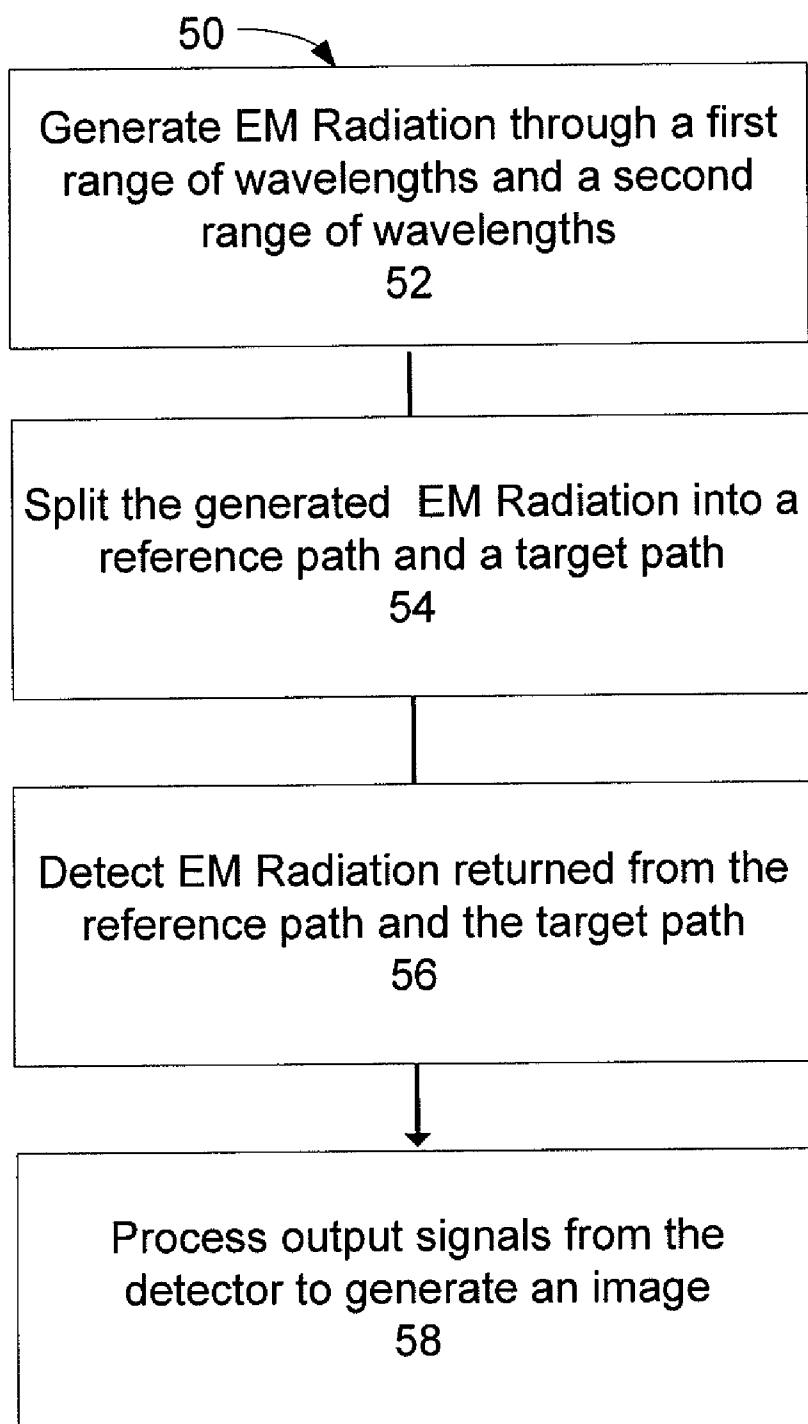 50
Generate EM Radiation through a first
range of wavelengths and a second
range of wavelengths
52
Split the generated EM Radiation into a
reference path and a target path
54
Detect EM Radiation returned from the
reference path and the target path
56
Process output signals from the
detector to generate an image
58